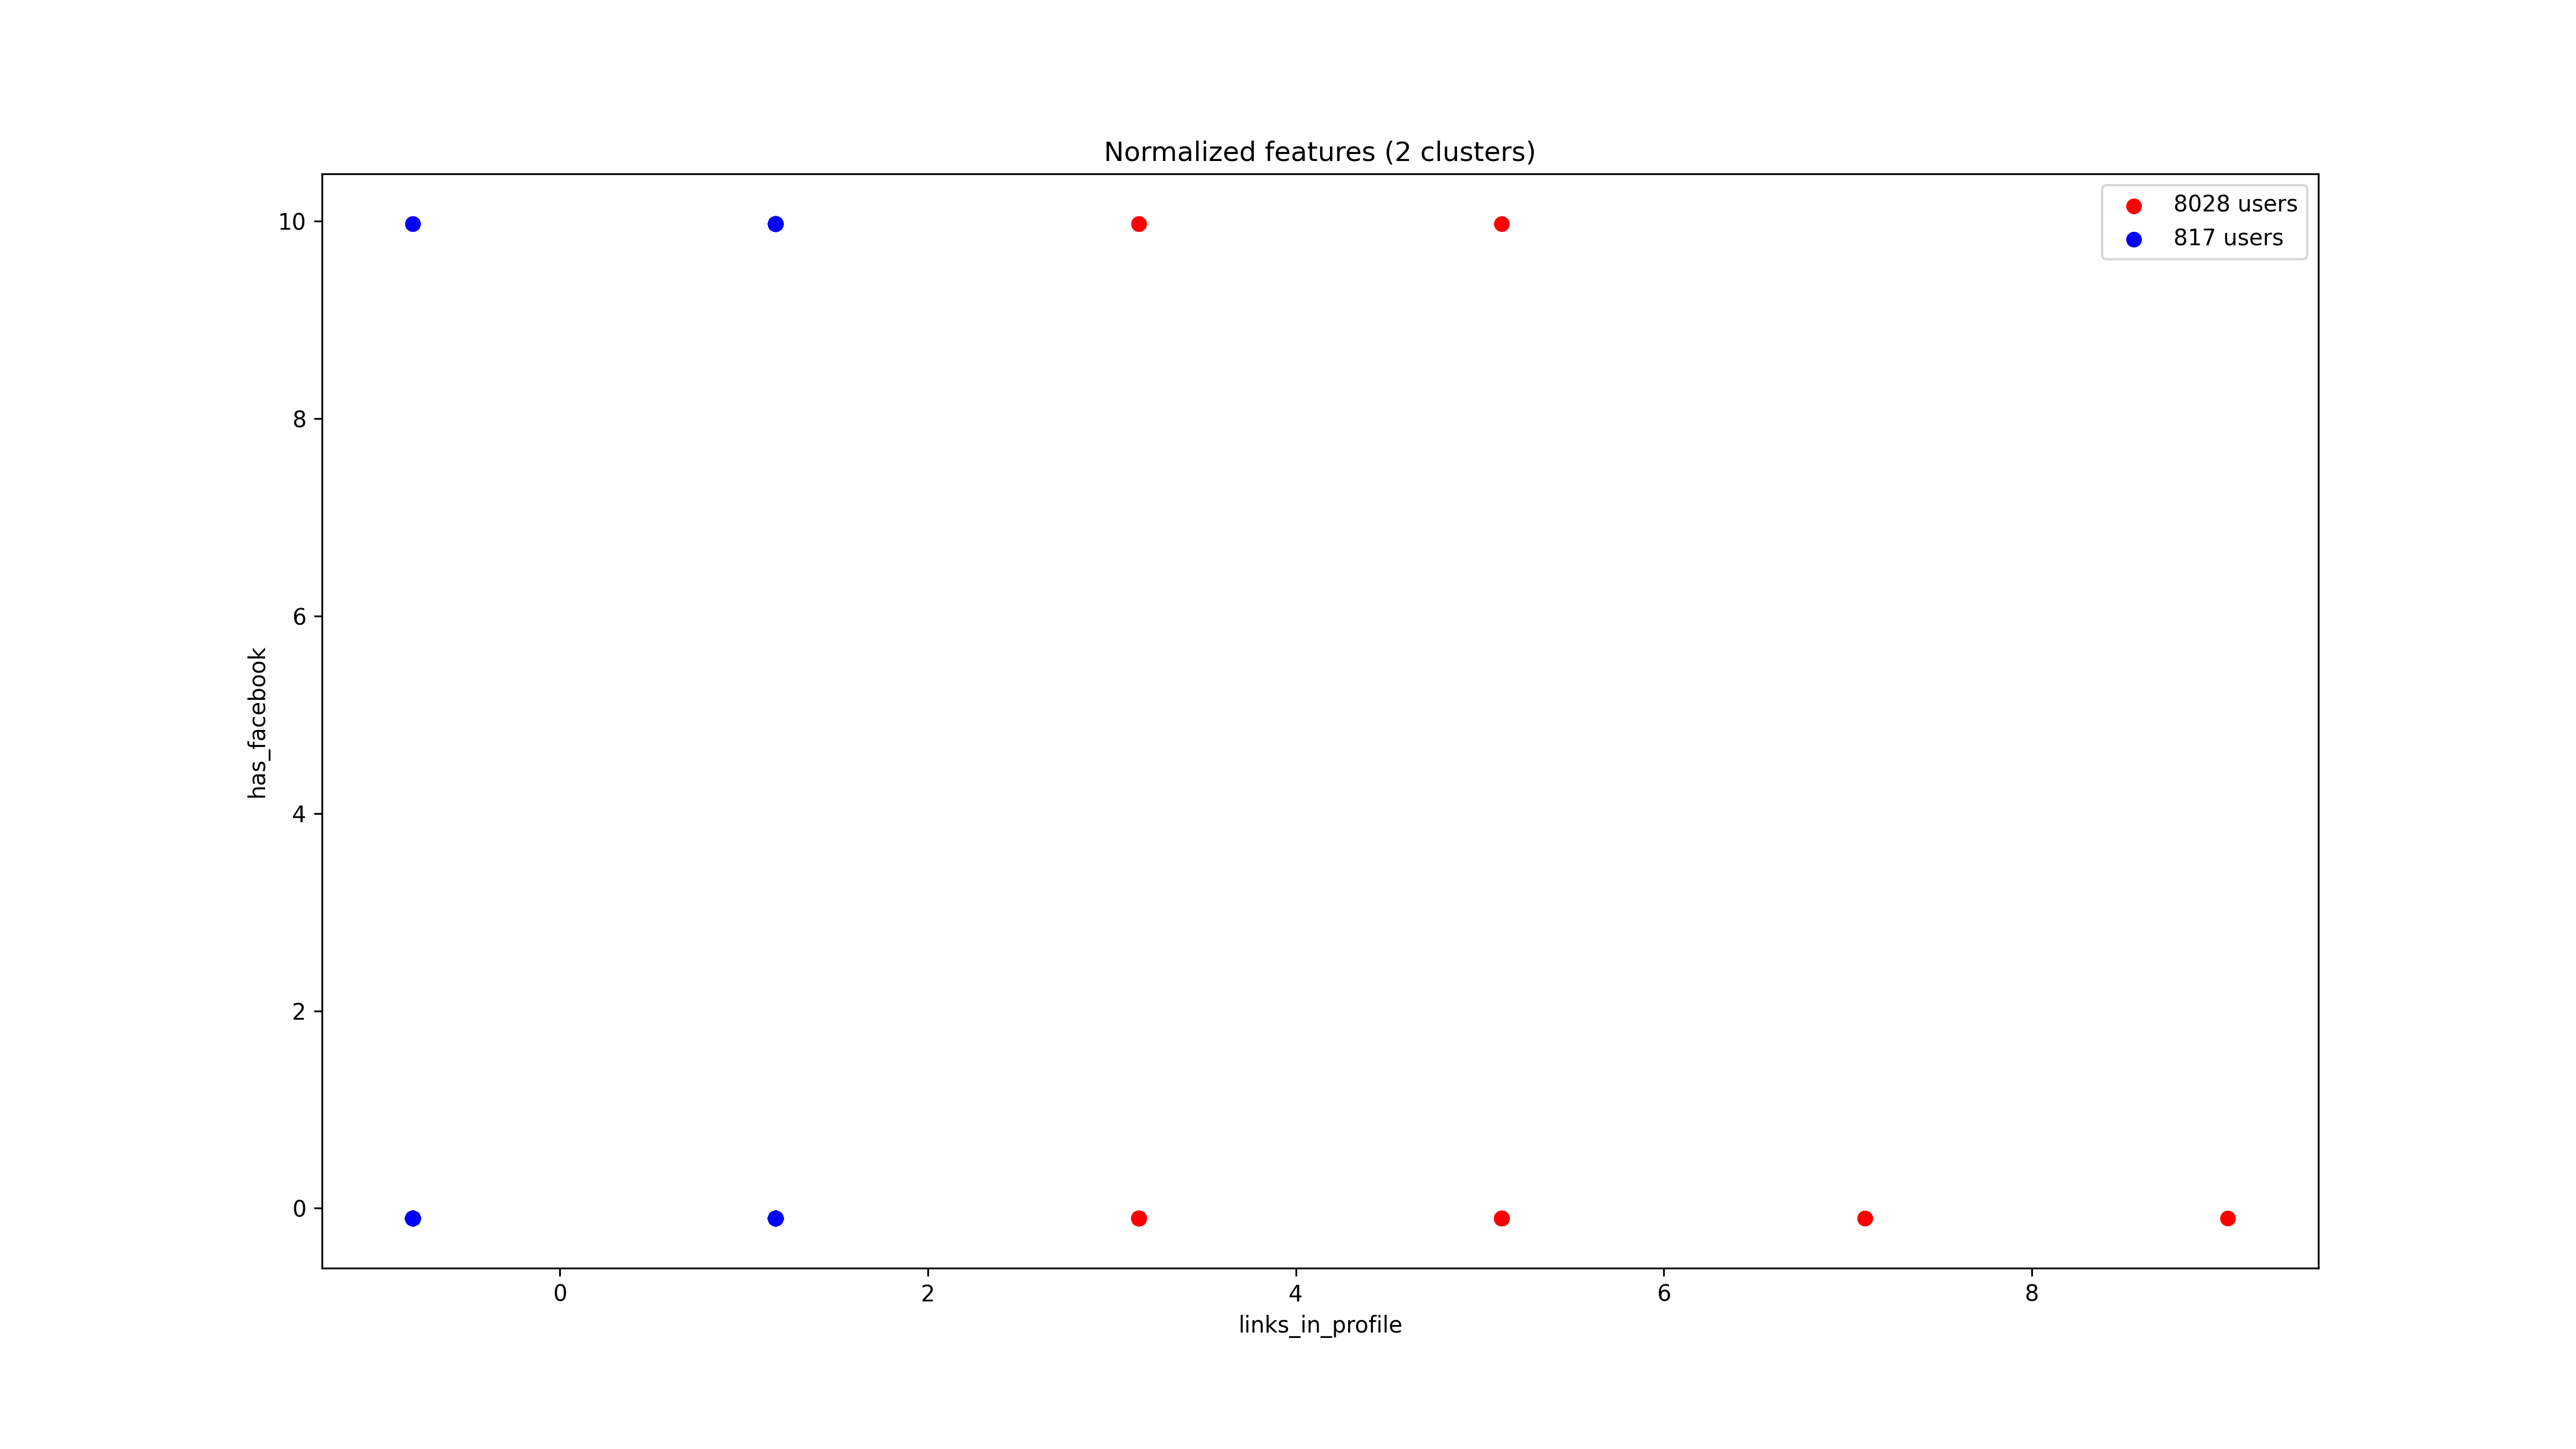 Normalized features (2 clusters)
8028 users
817 users
10
8
6
4
2
0
has_facebook
0 2 4 6 8
links_in_profile